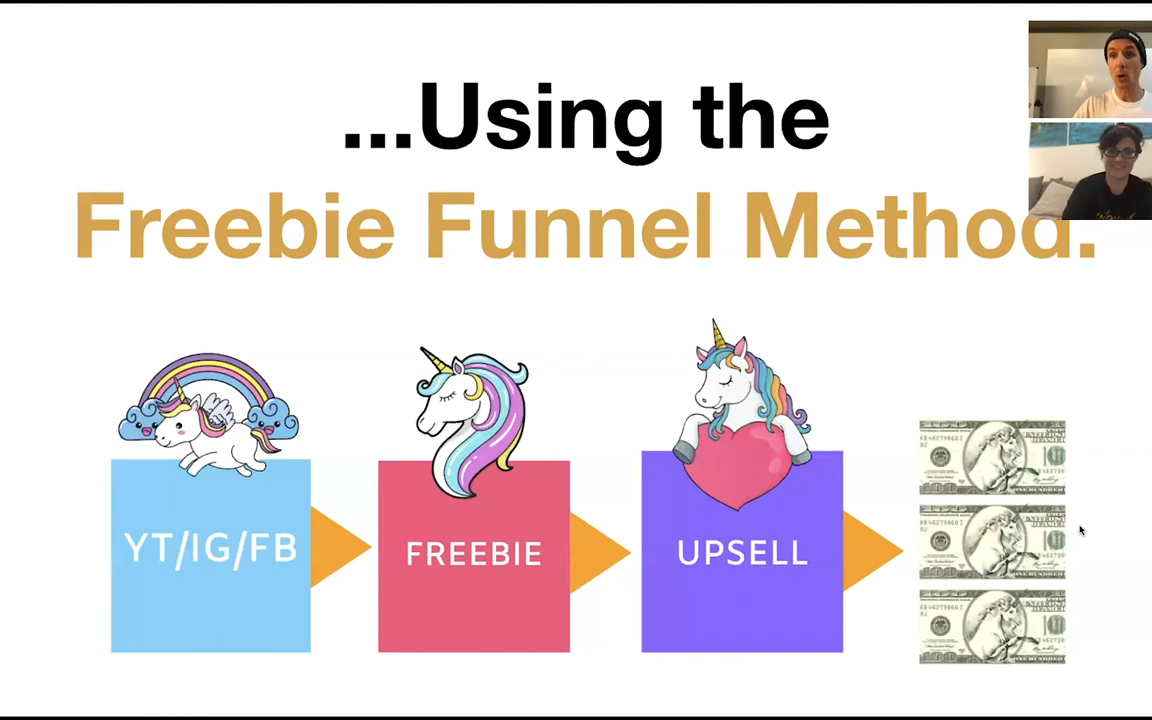 ...Using the
Freebie Funnel Method.
YT/IG/FB
FREEBIE
UPSELL